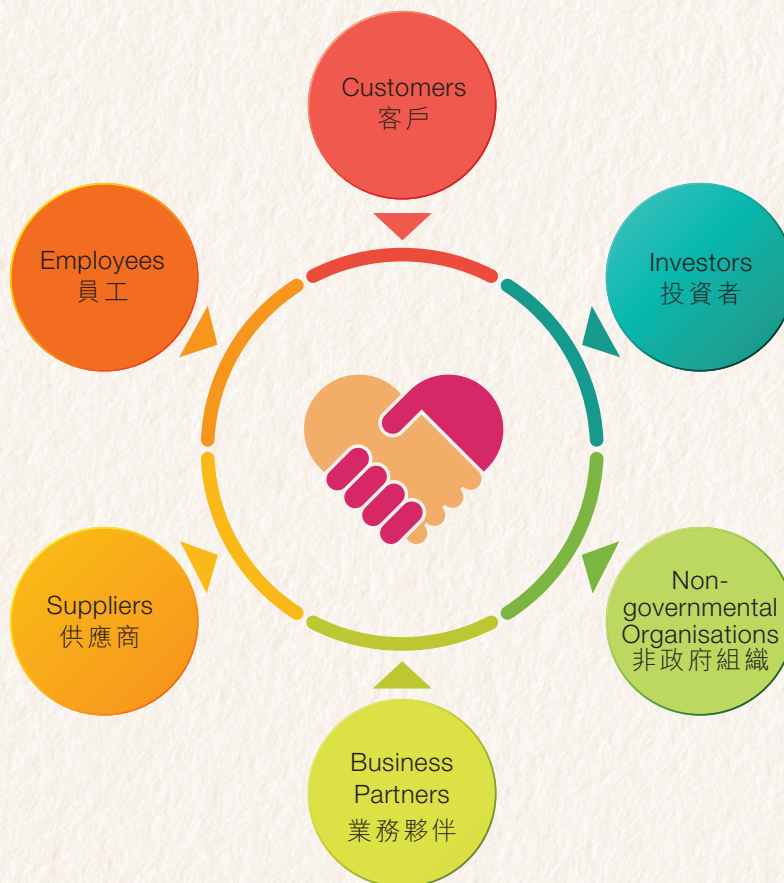 Customers
客戶
Employees
員工
Investors
投資者
Suppliers
供應商
Non-
governmental
Organisations
非政府組織
Business
Partners
業務夥伴